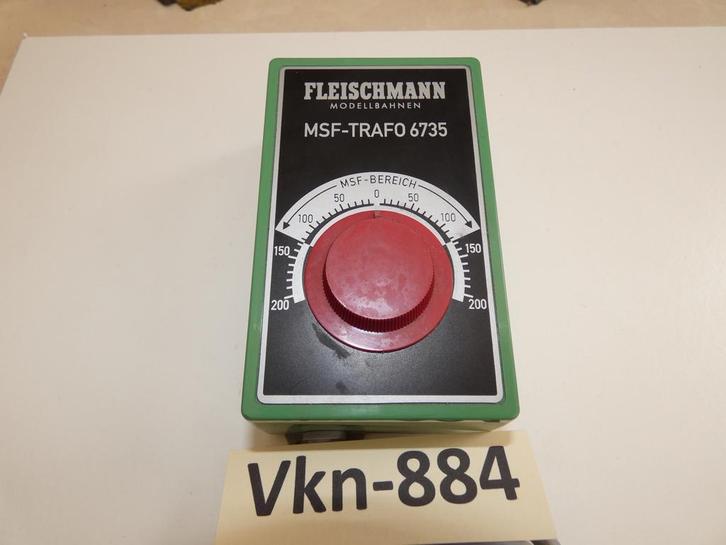 FLEISCHMANN
MODELLBAHNEN
MSF-TRAFO 6735
MSF-BEREICH
200 150 100 50 0 50 100 150 200
Vkn-884